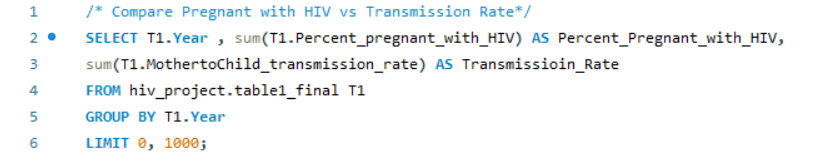 1 /* Compare Pregnant with HIV vs Transmission Rate*/
2 SELECT T1.Year , sum(T1.Percent_pregnant_with_HIV) AS Percent_Pregnant_with_HIV,
3 sum(T1.MothertoChild_transmission_rate) AS Transmissioin_Rate
4 FROM hiv_project.table1_final T1
5 GROUP BY T1.Year
6 LIMIT 0, 1000;